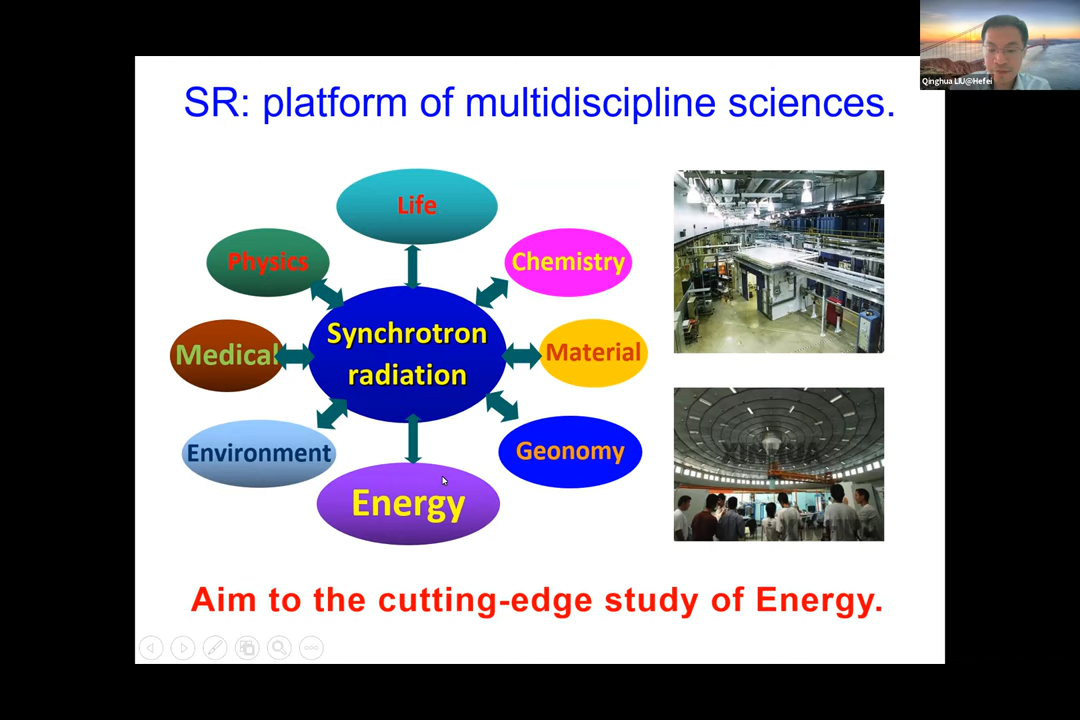 Qinghua LIU@Hefei
SR: platform of multidiscipline sciences.
Life
Physics
Chemistry
Synchrotron
radiation
Medical
Material
Environment
Geonomy
Energy
XINHUA
Aim to the cutting-edge study of Energy.